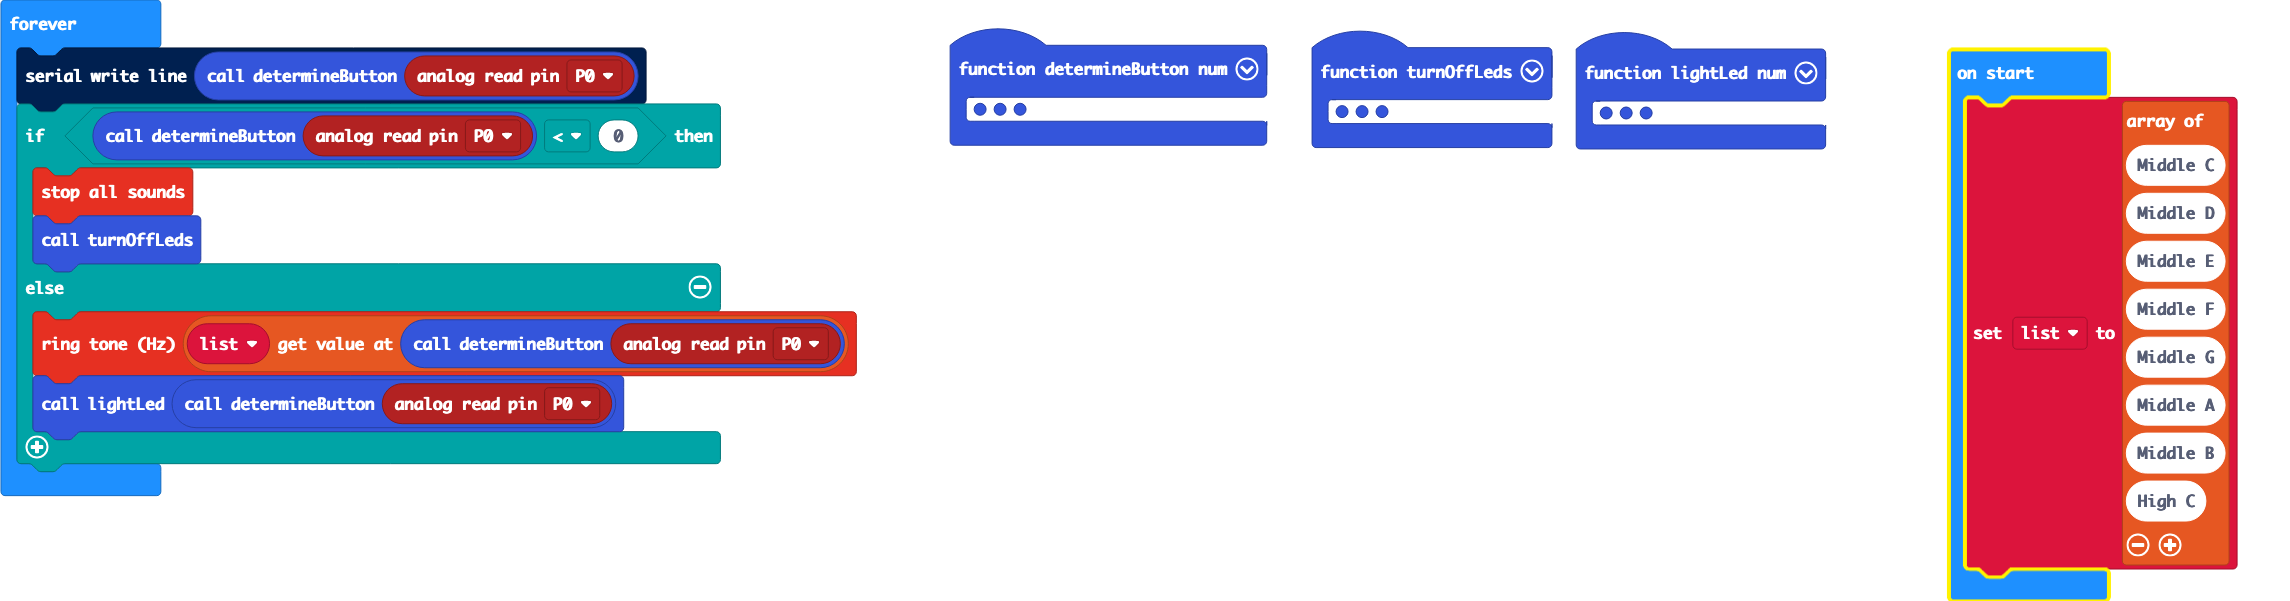 forever
serial write line call determineButton analog read pin P0
if call determineButton analog read pin P0 < 0 then
stop all sounds
call turnOffLeds
else
ring tone (Hz) list get value at call determineButton analog read pin P0
call lightLed call determineButton analog read pin P0
function determineButton num
function turnOffLeds
function lightLed num
on start
set list to
array of
Middle C
Middle D
Middle E
Middle F
Middle G
Middle A
Middle B
High C